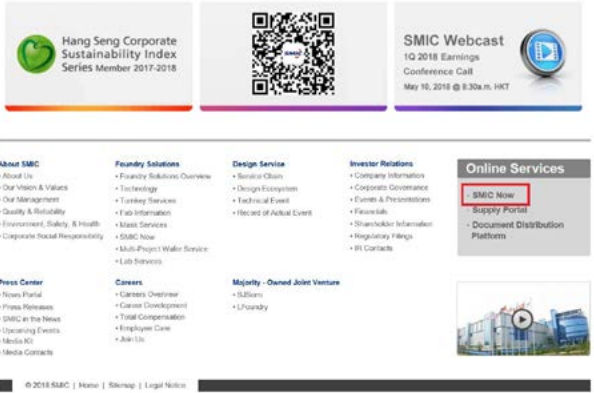 Hang Seng Corporate
Sustainability Index
Series Member 2017-2018
SMIC
SMIC Webcast
1Q 2018 Earnings
Conference Call
May 10, 2018 @ 8:30a.m. HKT
About SMIC
• About Us
• Our Vision & Values
• Our Management
• Quality & Reliability
• Environment, Safety, & Health
• Corporate Social Responsibility
Foundry Solutions
• Foundry Solutions Overview
• Technology
• Turnkey Services
• Fab Information
• Mask Services
• SMIC Now
• Multi-Project Wafer Service
• Lab Services
Design Service
• Service Chain
• Design Ecosystem
• Technical Event
• Record of Actual Event
Investor Relations
• Company Information
• Corporate Governance
• Events & Presentations
• Financials
• Shareholder Information
• Regulatory Filings
• IR Contacts
Online Services
- SMIC Now
- Supply Portal
- Document Distribution
Platform
Press Center
• News Portal
• Press Releases
• SMIC in the News
• Upcoming Events
• Media Kit
• Media Contacts
Careers
• Careers Overview
• Career Development
• Total Compensation
• Employee Care
• Join Us
Majority - Owned Joint Venture
• SJSemi
• LFoundry
© 2018 SMIC | Home | Sitemap | Legal Notice